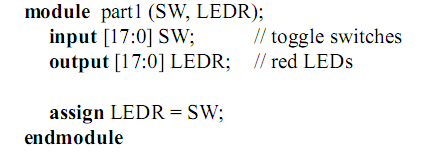 module part1 (SW, LEDR);
input [17:0] SW; // toggle switches
output [17:0] LEDR; // red LEDs
assign LEDR = SW;
endmodule